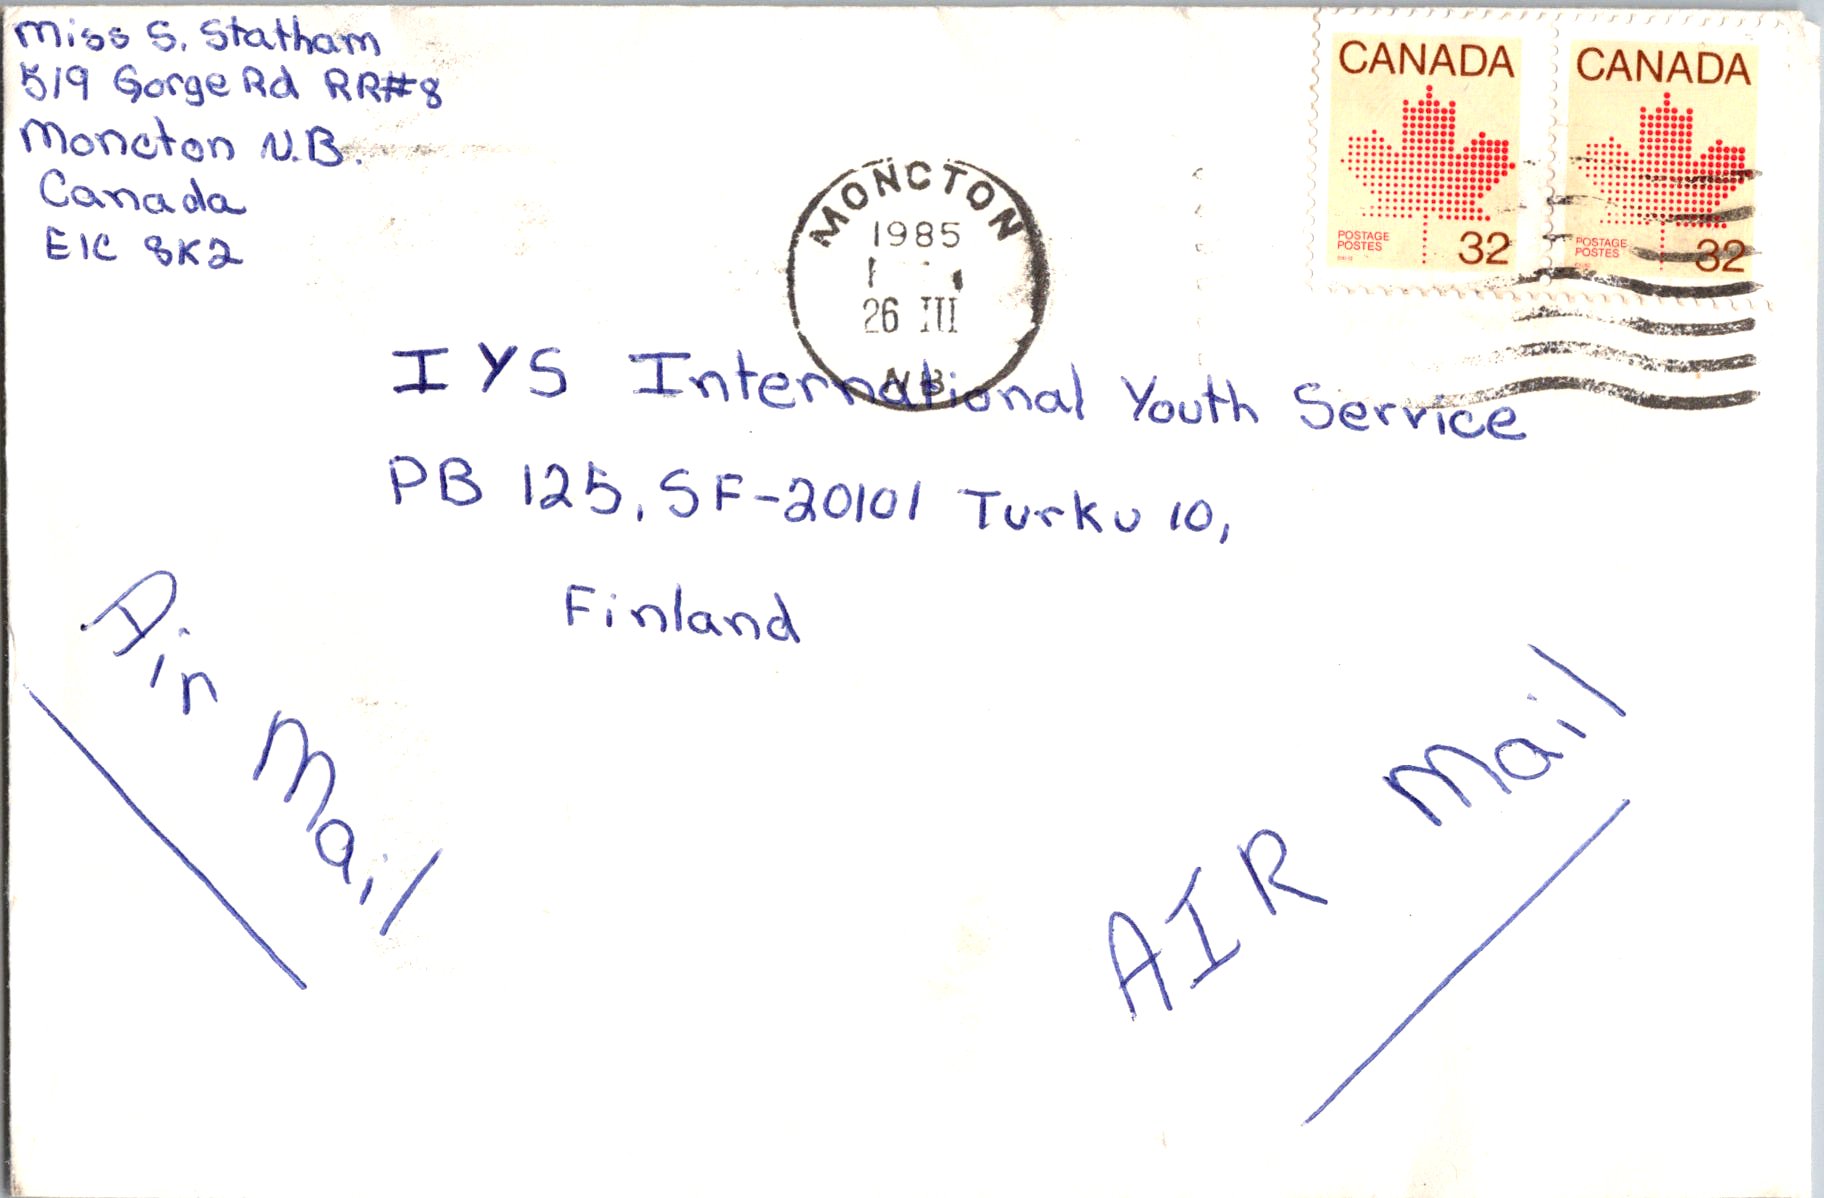 Miss S. Statham
519 Gorge Rd RR#8
Moncton N.B.
Canada
E1C 8K2
CANADA
POSTAGE
POSTES
32
CANADA
POSTAGE
POSTES
32
MONCTON
1985
26 III
N.B.
IYS International Youth Service
PB 125, SF-20101 Turku 10,
Finland
Air Mail
AIR Mail